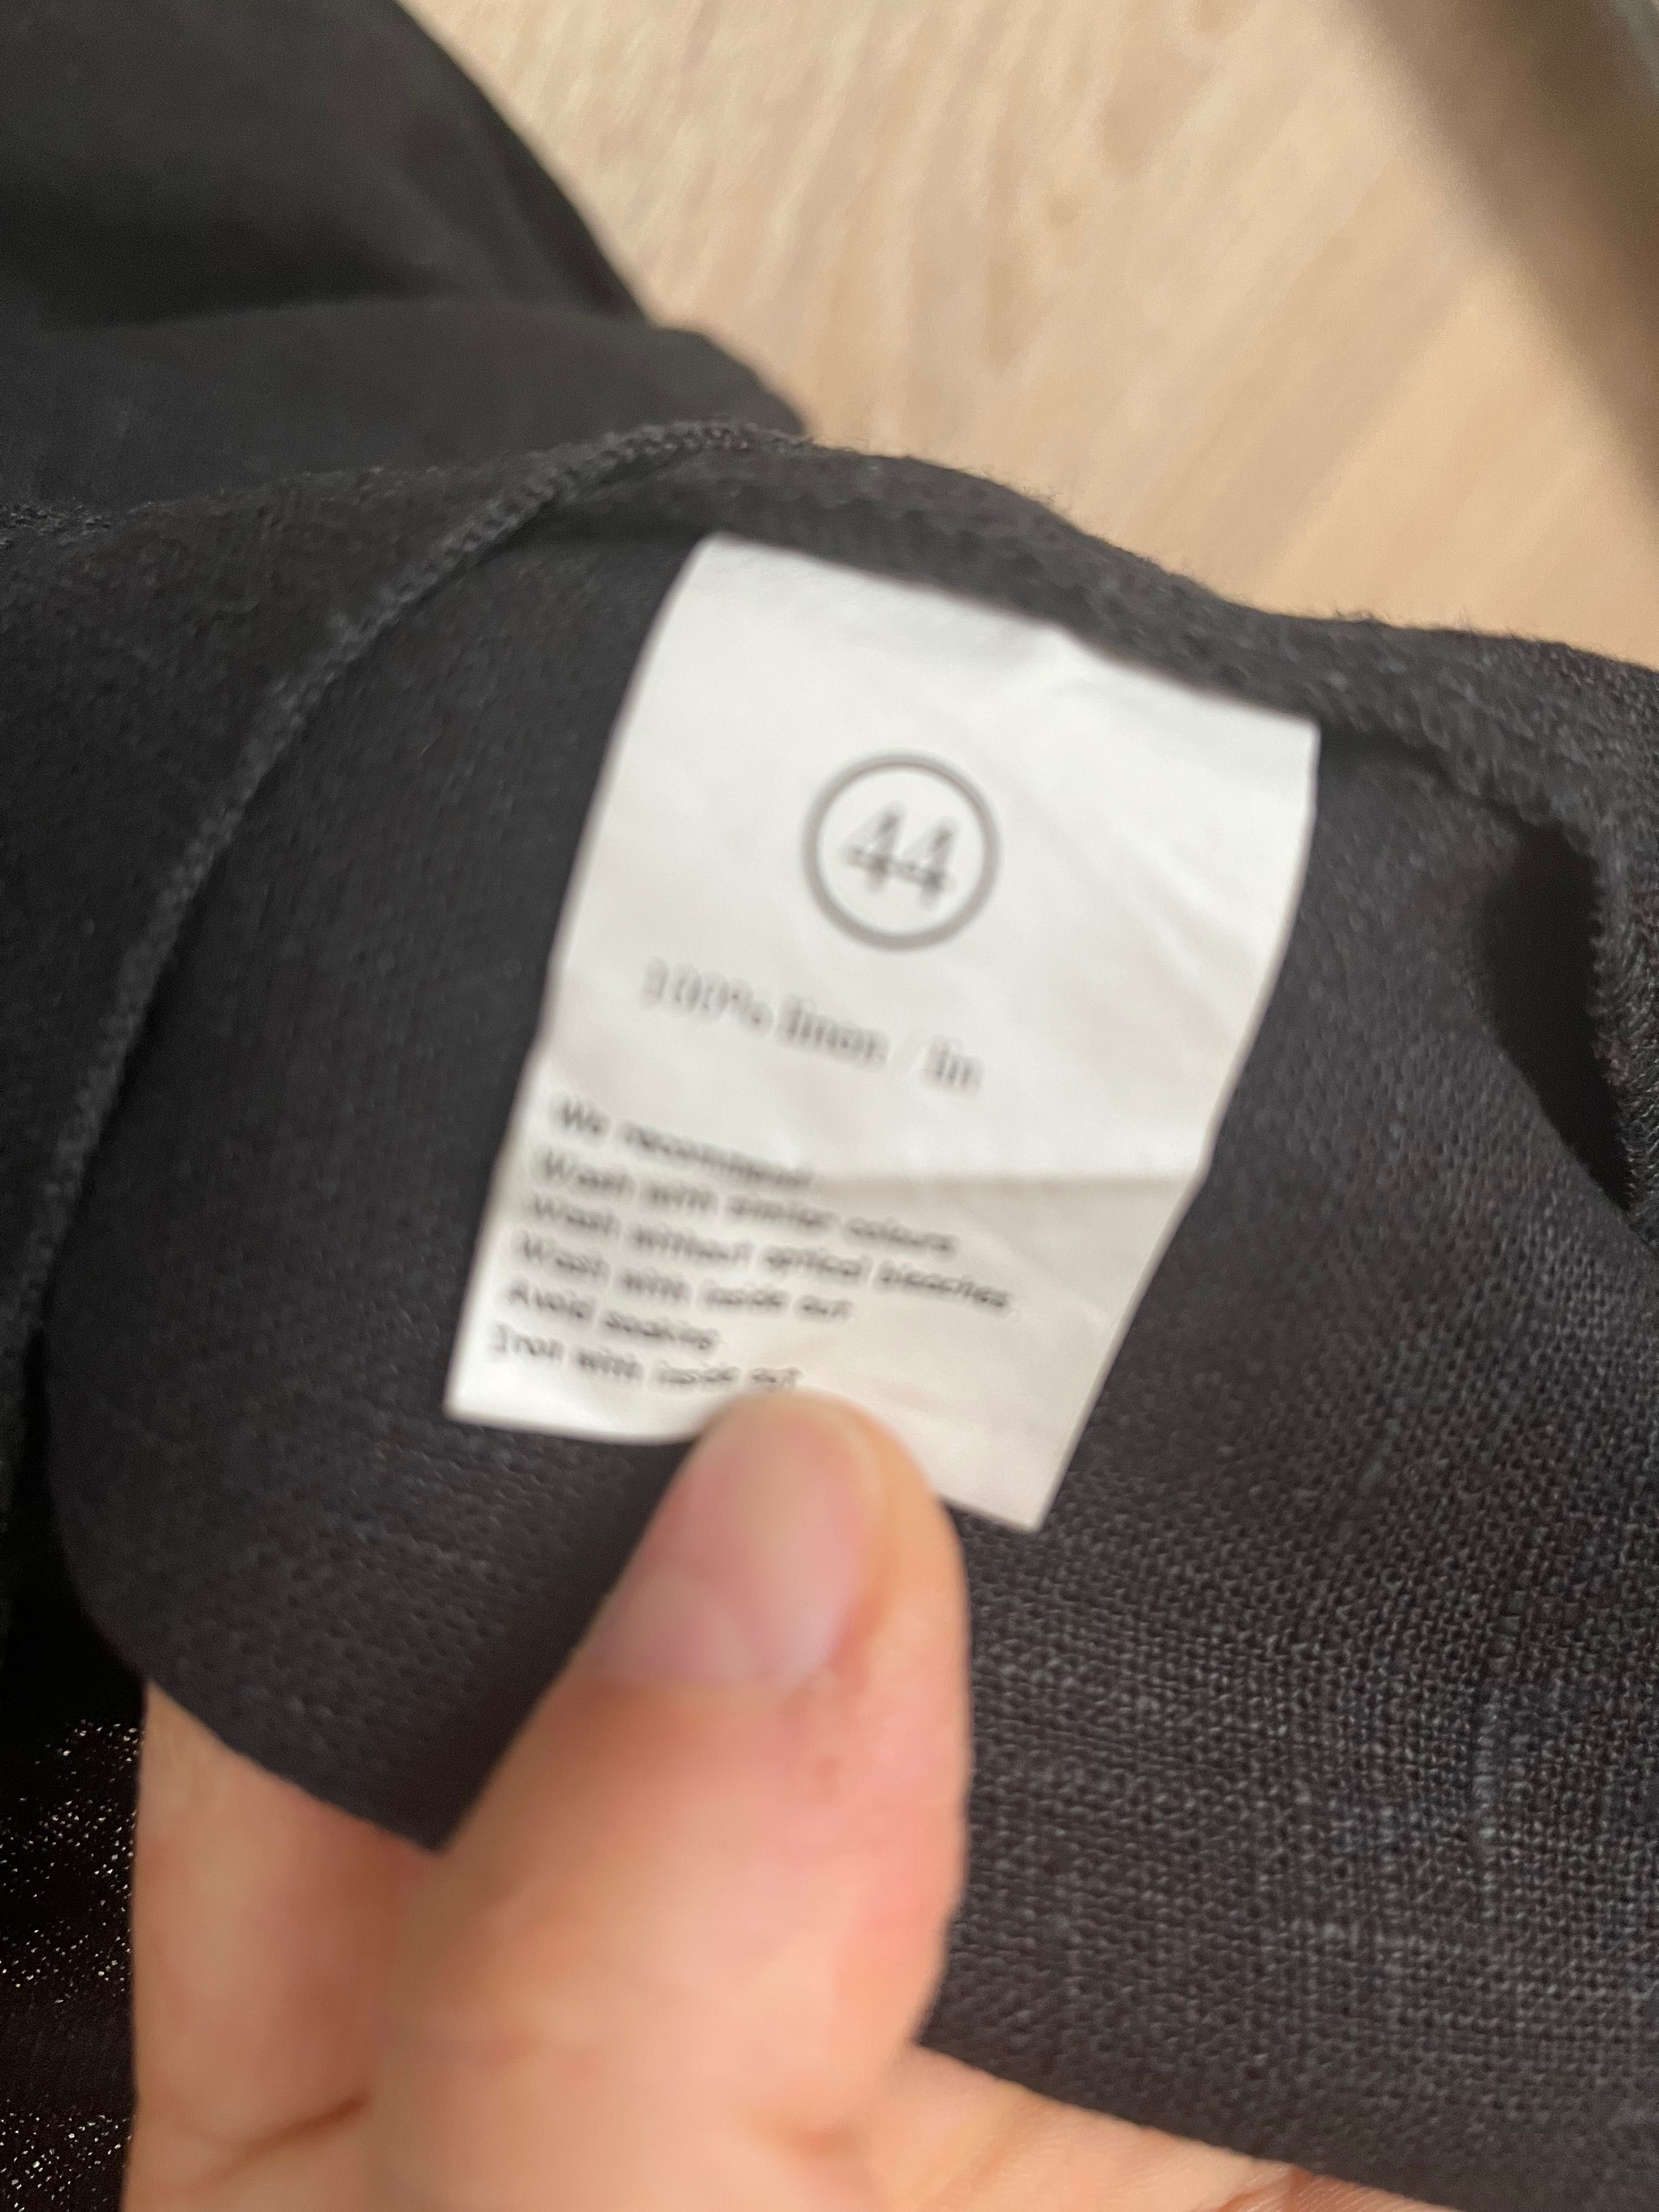 44
100% linen / lin
We recommend:
Wash with similar colours
Wash without optical bleaches
Wash with inside out
Avoid soaking
Iron with inside out